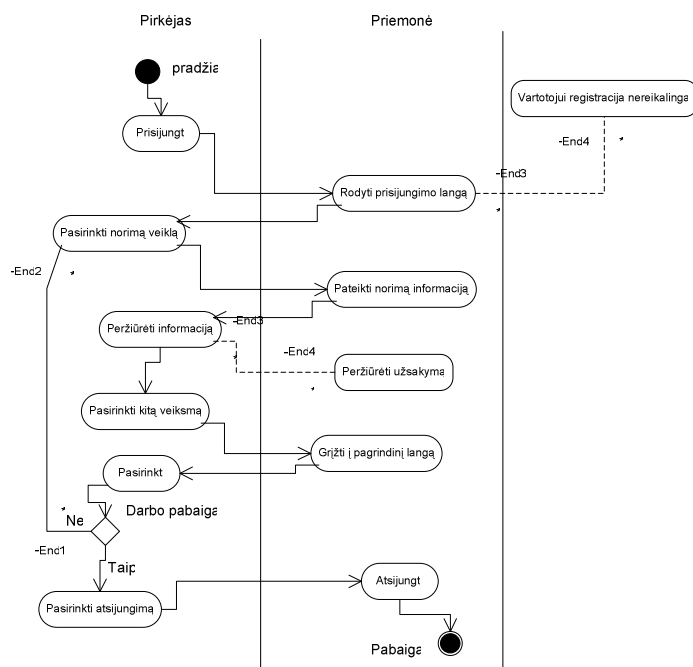 Pirkėjas
Priemonė
pradžia
Vartotojui registracija nereikalinga
Prisijungt
-End4
*
-End3
Rodyti prisijungimo langą
*
Pasirinkti norimą veiklą
-End2
*
Pateikti norimą informaciją
Peržiūrėti informaciją
-End3
*
-End4
*
Peržiūrėti užsakymą
Pasirinkti kitą veiksmą
Grįžti į pagrindinį langą
Pasirinkt
*
Ne
Darbo pabaiga
-End1
Taip
Pasirinkti atsijungimą
Atsijungt
Pabaiga